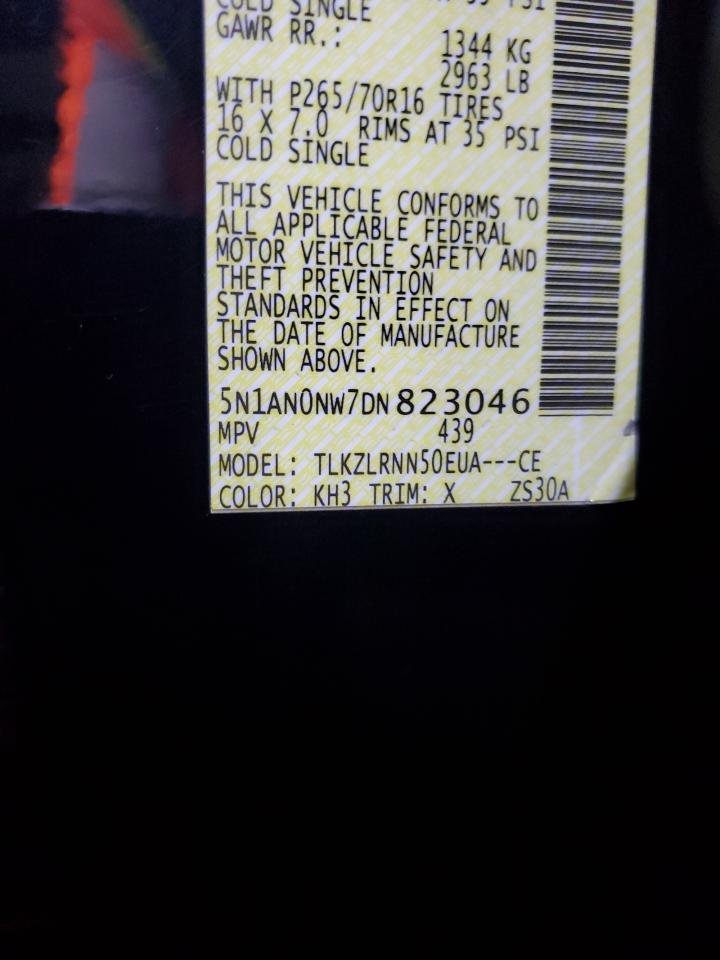 COLD SINGLE
GAWR RR.:
1344 KG
2963 LB
WITH P265/70R16 TIRES
16 X 7.0 RIMS AT 35 PSI
COLD SINGLE
THIS VEHICLE CONFORMS TO
ALL APPLICABLE FEDERAL
MOTOR VEHICLE SAFETY AND
THEFT PREVENTION
STANDARDS IN EFFECT ON
THE DATE OF MANUFACTURE
SHOWN ABOVE.
5N1AN0NW7DN823046
MPV 439
MODEL: TLKZLRNN50EUA---CE
COLOR: KH3 TRIM: X ZS30A